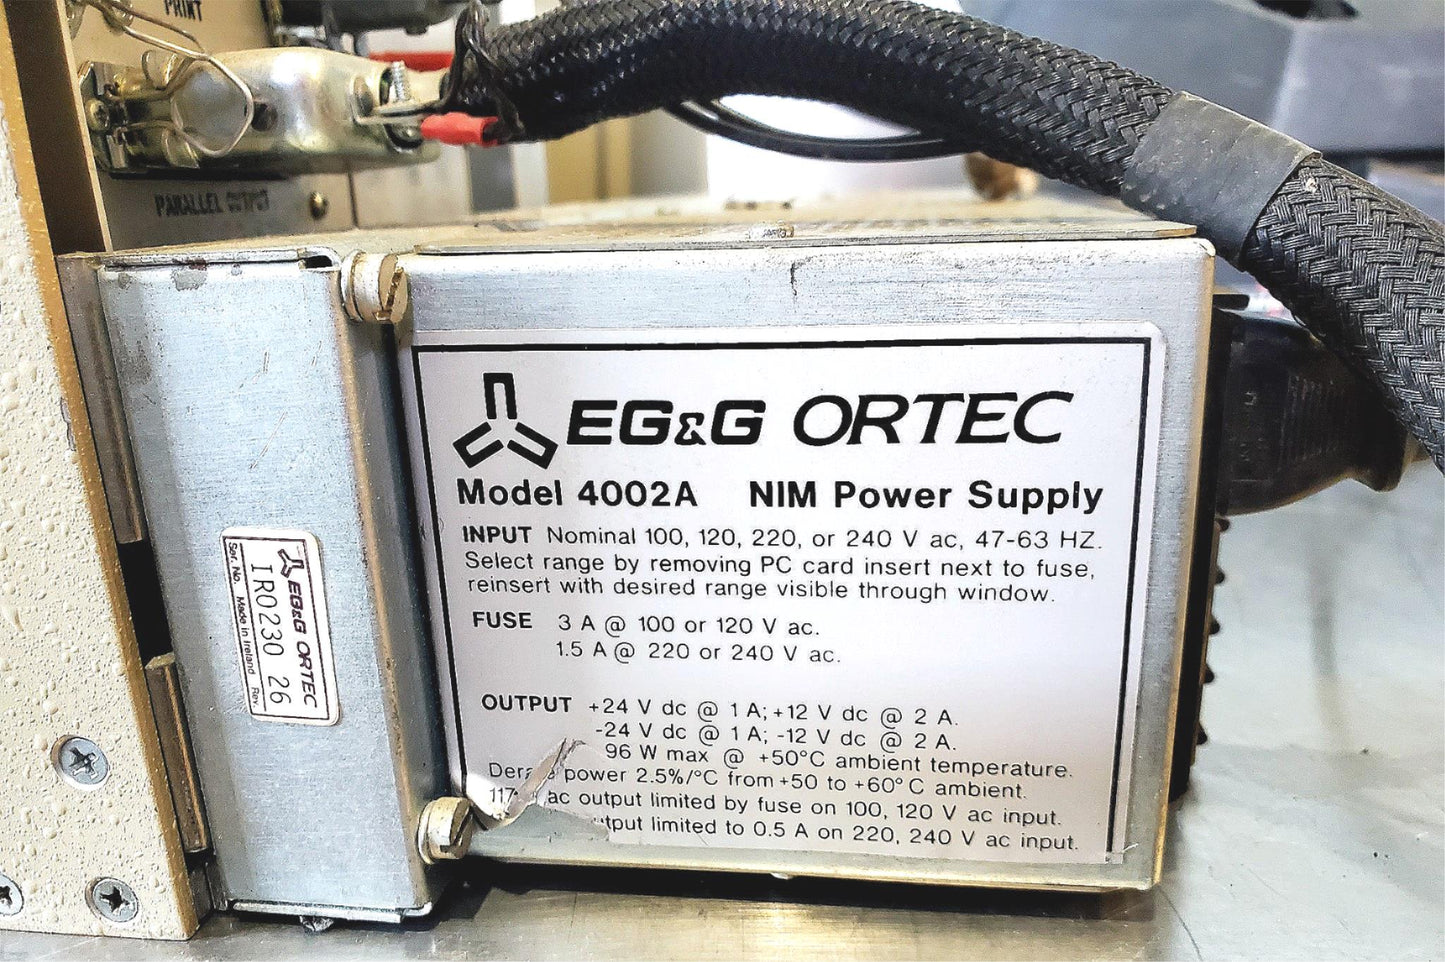 PRINT
PARALLEL OUTPUT
EG&G ORTEC
Model 4002A NIM Power Supply
INPUT Nominal 100, 120, 220, or 240 V ac, 47-63 HZ.
Select range by removing PC card insert next to fuse,
reinsert with desired range visible through window.
FUSE 3 A @ 100 or 120 V ac.
1.5 A @ 220 or 240 V ac.
OUTPUT +24 V dc @ 1 A; +12 V dc @ 2 A.
-24 V dc @ 1 A; -12 V dc @ 2 A.
96 W max @ +50°C ambient temperature.
power 2.5%/°C from +50 to +60°C ambient.
ac output limited by fuse on 100, 120 V ac input.
limited to 0.5 A on 220, 240 V ac input.
EG&G ORTEC
IR0230 26
Ser. No. Made in Ireland Rev.